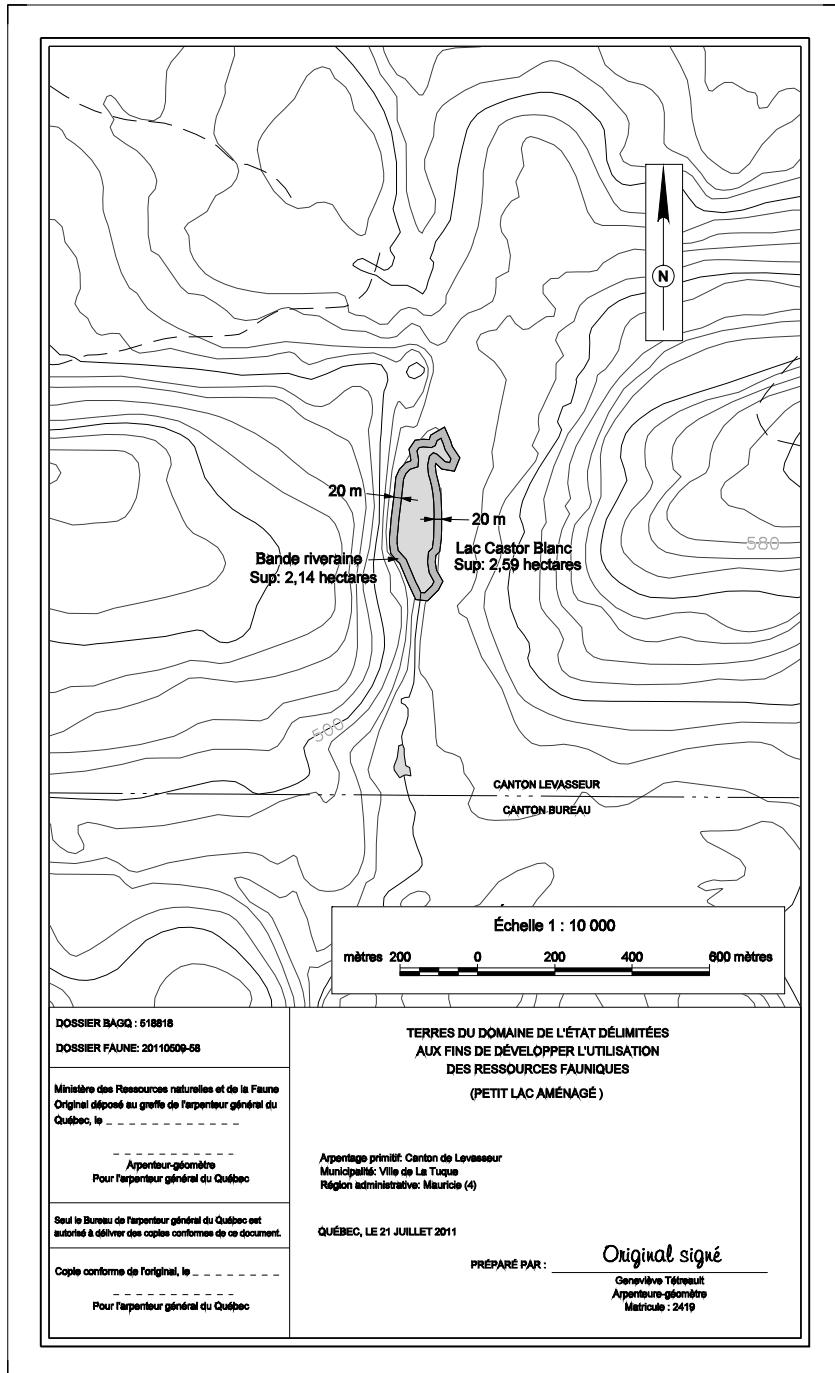 N
20 m
20 m
Bande riveraine
Sup: 2,14 hectares
Lac Castor Blanc
Sup: 2,59 hectares
580
500
CANTON LEVASSEUR
CANTON BUREAU
Échelle 1 : 10 000
mètres 200 0 200 400 600 mètres
DOSSIER BAGQ : 518818
DOSSIER FAUNE: 20110509-58
Ministère des Ressources naturelles et de la Faune
Original déposé au greffe de l'arpenteur général du
Québec, le _ _ _ _ _ _ _ _ _ _ _ _ _
Arpenteur-géomètre
Pour l'arpenteur général du Québec
Seul le Bureau de l'arpenteur général du Québec est
autorisé à délivrer des copies conformes de ce document.
Copie conforme de l'original, le _ _ _ _ _ _ _ _ _
Pour l'arpenteur général du Québec
TERRES DU DOMAINE DE L'ÉTAT DÉLIMITÉES
AUX FINS DE DÉVELOPPER L'UTILISATION
DES RESSOURCES FAUNIQUES
(PETIT LAC AMÉNAGÉ )
Arpentage primitif: Canton de Levasseur
Municipalité: Ville de La Tuque
Région administrative: Mauricie (4)
QUÉBEC, LE 21 JUILLET 2011
PRÉPARÉ PAR : Original signé
Geneviève Tétreault
Arpenteure-géomètre
Matricule : 2419